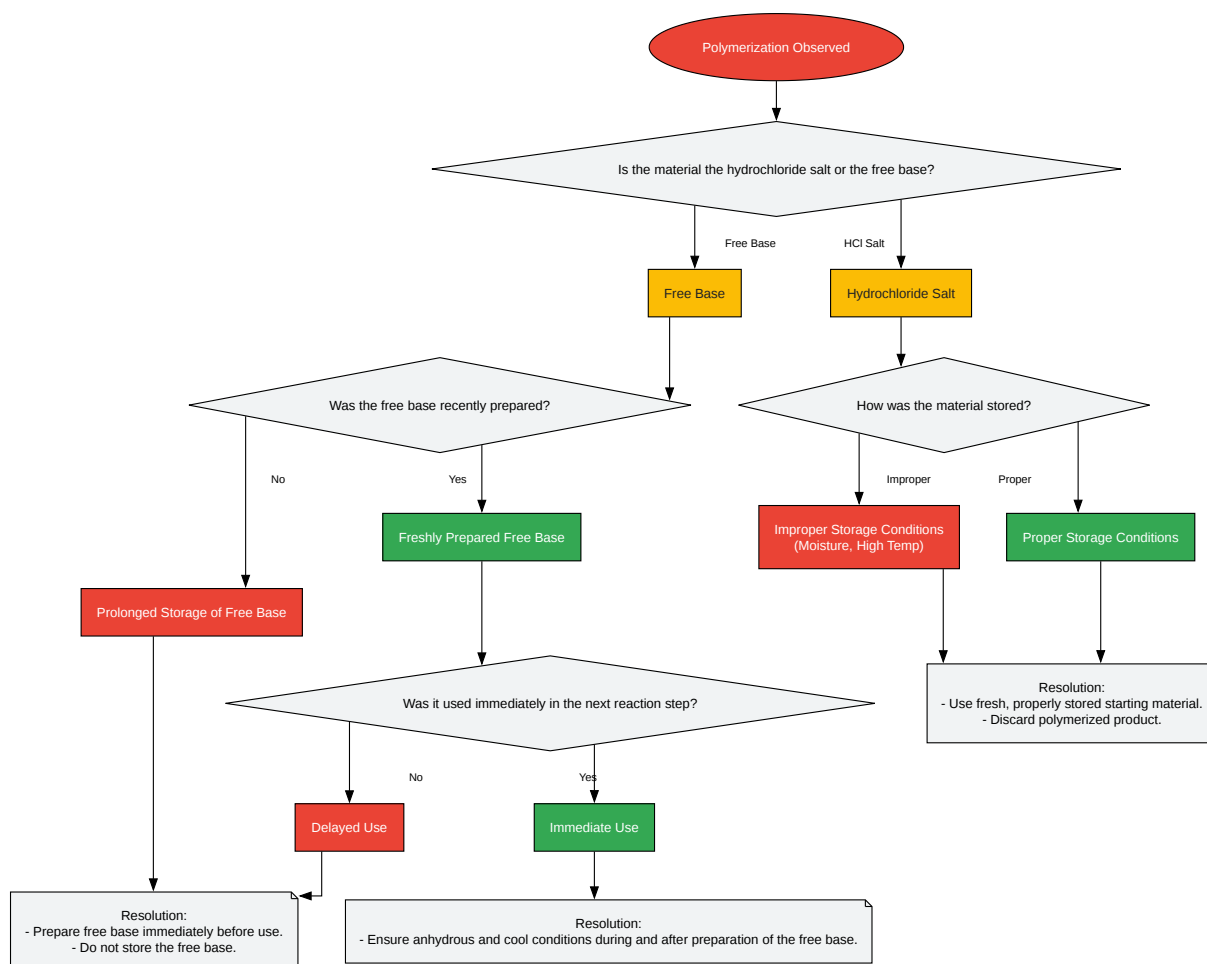 Polymerization Observed
Is the material the hydrochloride salt or the free base?
Free Base
HCl Salt
Free Base
Hydrochloride Salt
Was the free base recently prepared?
How was the material stored?
No
Yes
Improper
Proper
Freshly Prepared Free Base
Improper Storage Conditions
(Moisture, High Temp)
Proper Storage Conditions
Prolonged Storage of Free Base
Was it used immediately in the next reaction step?
Resolution:
- Use fresh, properly stored starting material.
- Discard polymerized product.
No
Yes
Delayed Use
Immediate Use
Resolution:
- Prepare free base immediately before use.
- Do not store the free base.
Resolution:
- Ensure anhydrous and cool conditions during and after preparation of the free base.